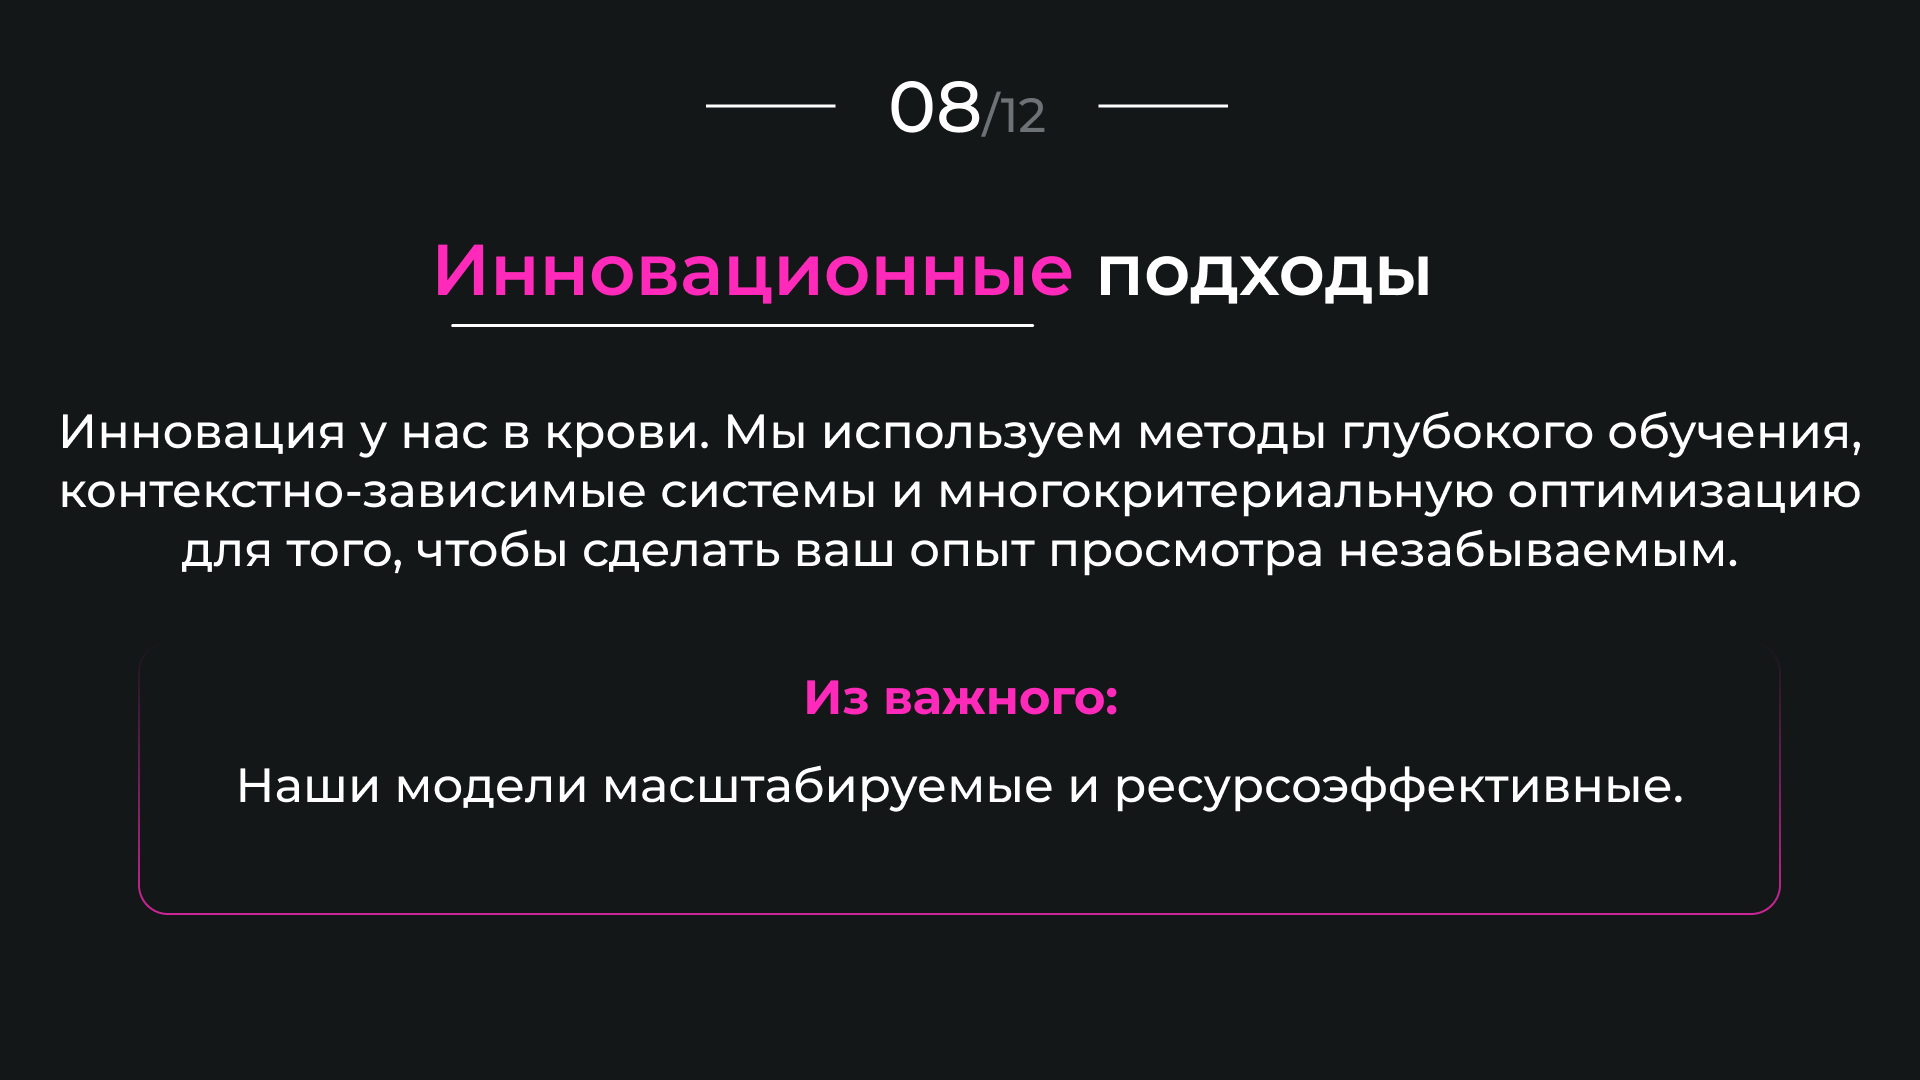 08/12
Инновационные подходы
Инновация у нас в крови. Мы используем методы глубокого обучения,
контекстно-зависимые системы и многокритериальную оптимизацию
для того, чтобы сделать ваш опыт просмотра незабываемым.
Из важного:
Наши модели масштабируемые и ресурсоэффективные.